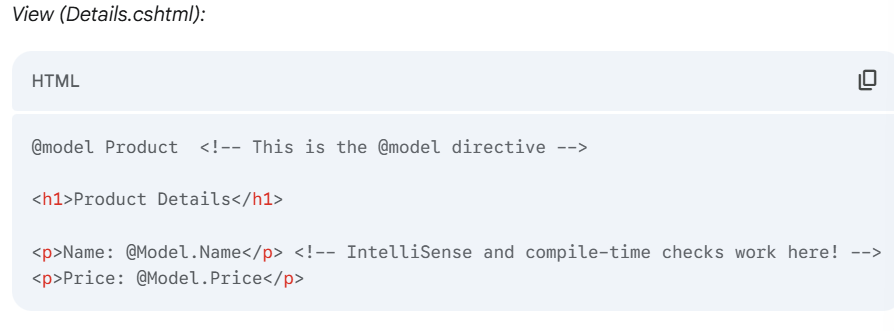 View (Details.cshtml):
HTML
@model Product  <!-- This is the @model directive -->
<h1>Product Details</h1>
<p>Name: @Model.Name</p> <!-- IntelliSense and compile-time checks work here! -->
<p>Price: @Model.Price</p>